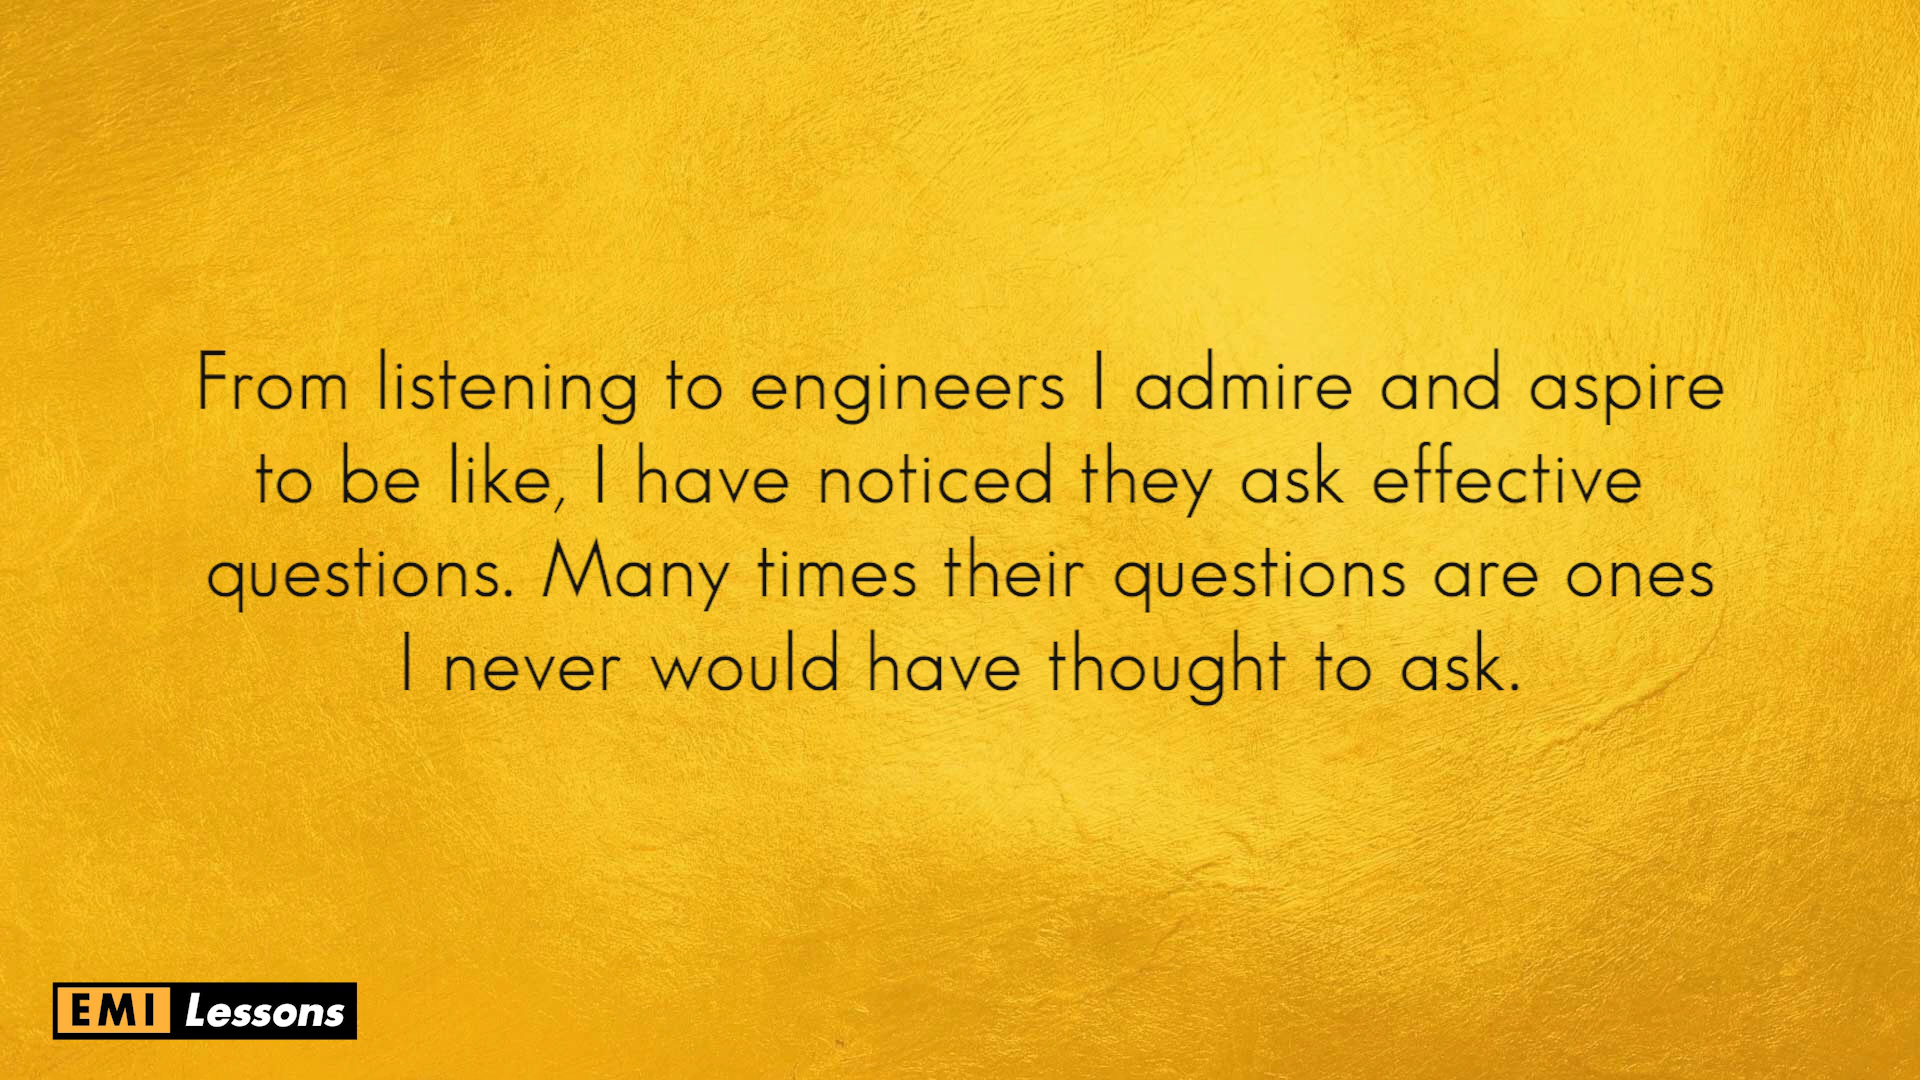 From listening to engineers I admire and aspire
to be like, I have noticed they ask effective
questions. Many times their questions are ones
I never would have thought to ask.
EMI Lessons